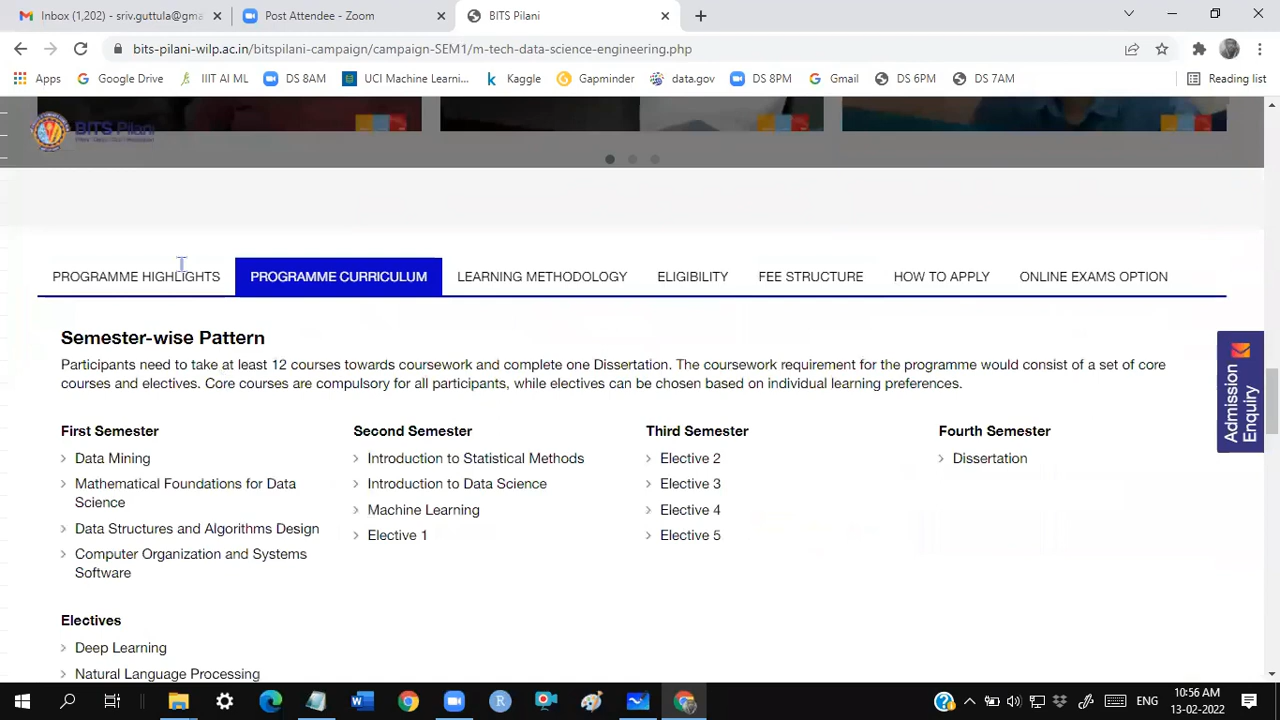 Inbox (1,202) - sriv.guttula@gma
Post Attendee - Zoom
BITS Pilani
bits-pilani-wilp.ac.in/bitspilani-campaign/campaign-SEM1/m-tech-data-science-engineering.php
Apps
Google Drive
IIIT AI ML
DS 8AM
UCI Machine Learni...
Kaggle
Gapminder
data.gov
DS 8PM
Gmail
DS 6PM
DS 7AM
Reading list
BITS Pilani
PROGRAMME HIGHLIGHTS
PROGRAMME CURRICULUM
LEARNING METHODOLOGY
ELIGIBILITY
FEE STRUCTURE
HOW TO APPLY
ONLINE EXAMS OPTION
Semester-wise Pattern
Participants need to take at least 12 courses towards coursework and complete one Dissertation. The coursework requirement for the programme would consist of a set of core
courses and electives. Core courses are compulsory for all participants, while electives can be chosen based on individual learning preferences.
First Semester
Data Mining
Mathematical Foundations for Data
Science
Data Structures and Algorithms Design
Computer Organization and Systems
Software
Second Semester
Introduction to Statistical Methods
Introduction to Data Science
Machine Learning
Elective 1
Third Semester
Elective 2
Elective 3
Elective 4
Elective 5
Fourth Semester
Dissertation
Electives
Deep Learning
Natural Language Processing
Admission
Enquiry
ENG
10:56 AM
13-02-2022